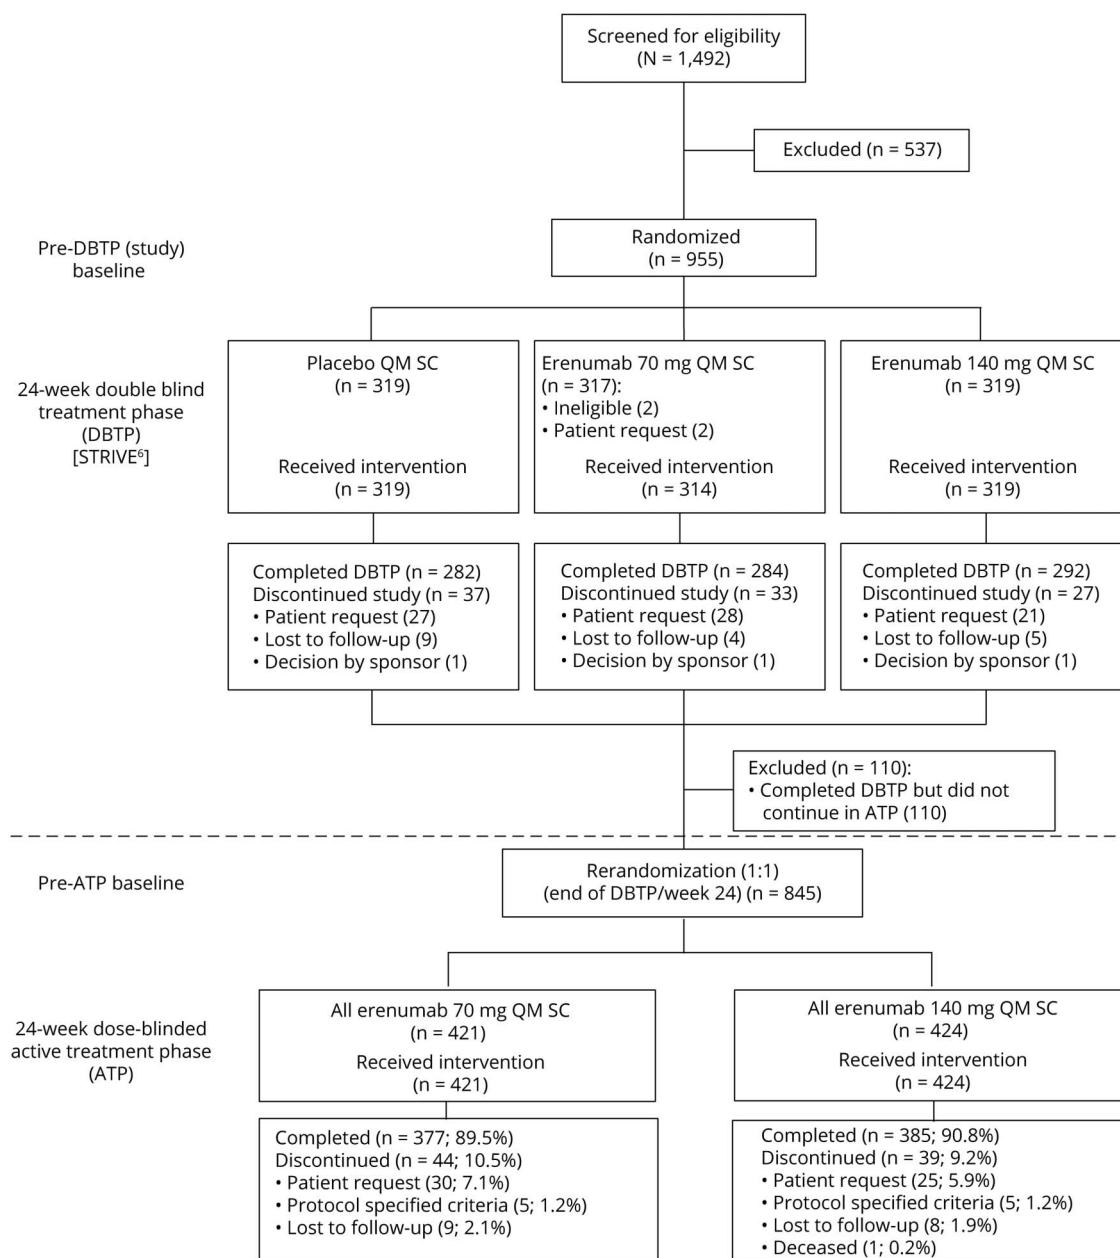 Screened for eligibility
(N = 1,492)
Excluded (n = 537)
Pre-DBTP (study)
baseline
Randomized
(n = 955)
24-week double blind
treatment phase
(DBTP)
[STRIVE⁶]
Placebo QM SC
(n = 319)
Received intervention
(n = 319)
Erenumab 70 mg QM SC
(n = 317):
• Ineligible (2)
• Patient request (2)
Received intervention
(n = 314)
Erenumab 140 mg QM SC
(n = 319)
Received intervention
(n = 319)
Completed DBTP (n = 282)
Discontinued study (n = 37)
• Patient request (27)
• Lost to follow-up (9)
• Decision by sponsor (1)
Completed DBTP (n = 284)
Discontinued study (n = 33)
• Patient request (28)
• Lost to follow-up (4)
• Decision by sponsor (1)
Completed DBTP (n = 292)
Discontinued study (n = 27)
• Patient request (21)
• Lost to follow-up (5)
• Decision by sponsor (1)
Excluded (n = 110):
• Completed DBTP but did not
continue in ATP (110)
Pre-ATP baseline
Rerandomization (1:1)
(end of DBTP/week 24) (n = 845)
24-week dose-blinded
active treatment phase
(ATP)
All erenumab 70 mg QM SC
(n = 421)
Received intervention
(n = 421)
All erenumab 140 mg QM SC
(n = 424)
Received intervention
(n = 424)
Completed (n = 377; 89.5%)
Discontinued (n = 44; 10.5%)
• Patient request (30; 7.1%)
• Protocol specified criteria (5; 1.2%)
• Lost to follow-up (9; 2.1%)
Completed (n = 385; 90.8%)
Discontinued (n = 39; 9.2%)
• Patient request (25; 5.9%)
• Protocol specified criteria (5; 1.2%)
• Lost to follow-up (8; 1.9%)
• Deceased (1; 0.2%)